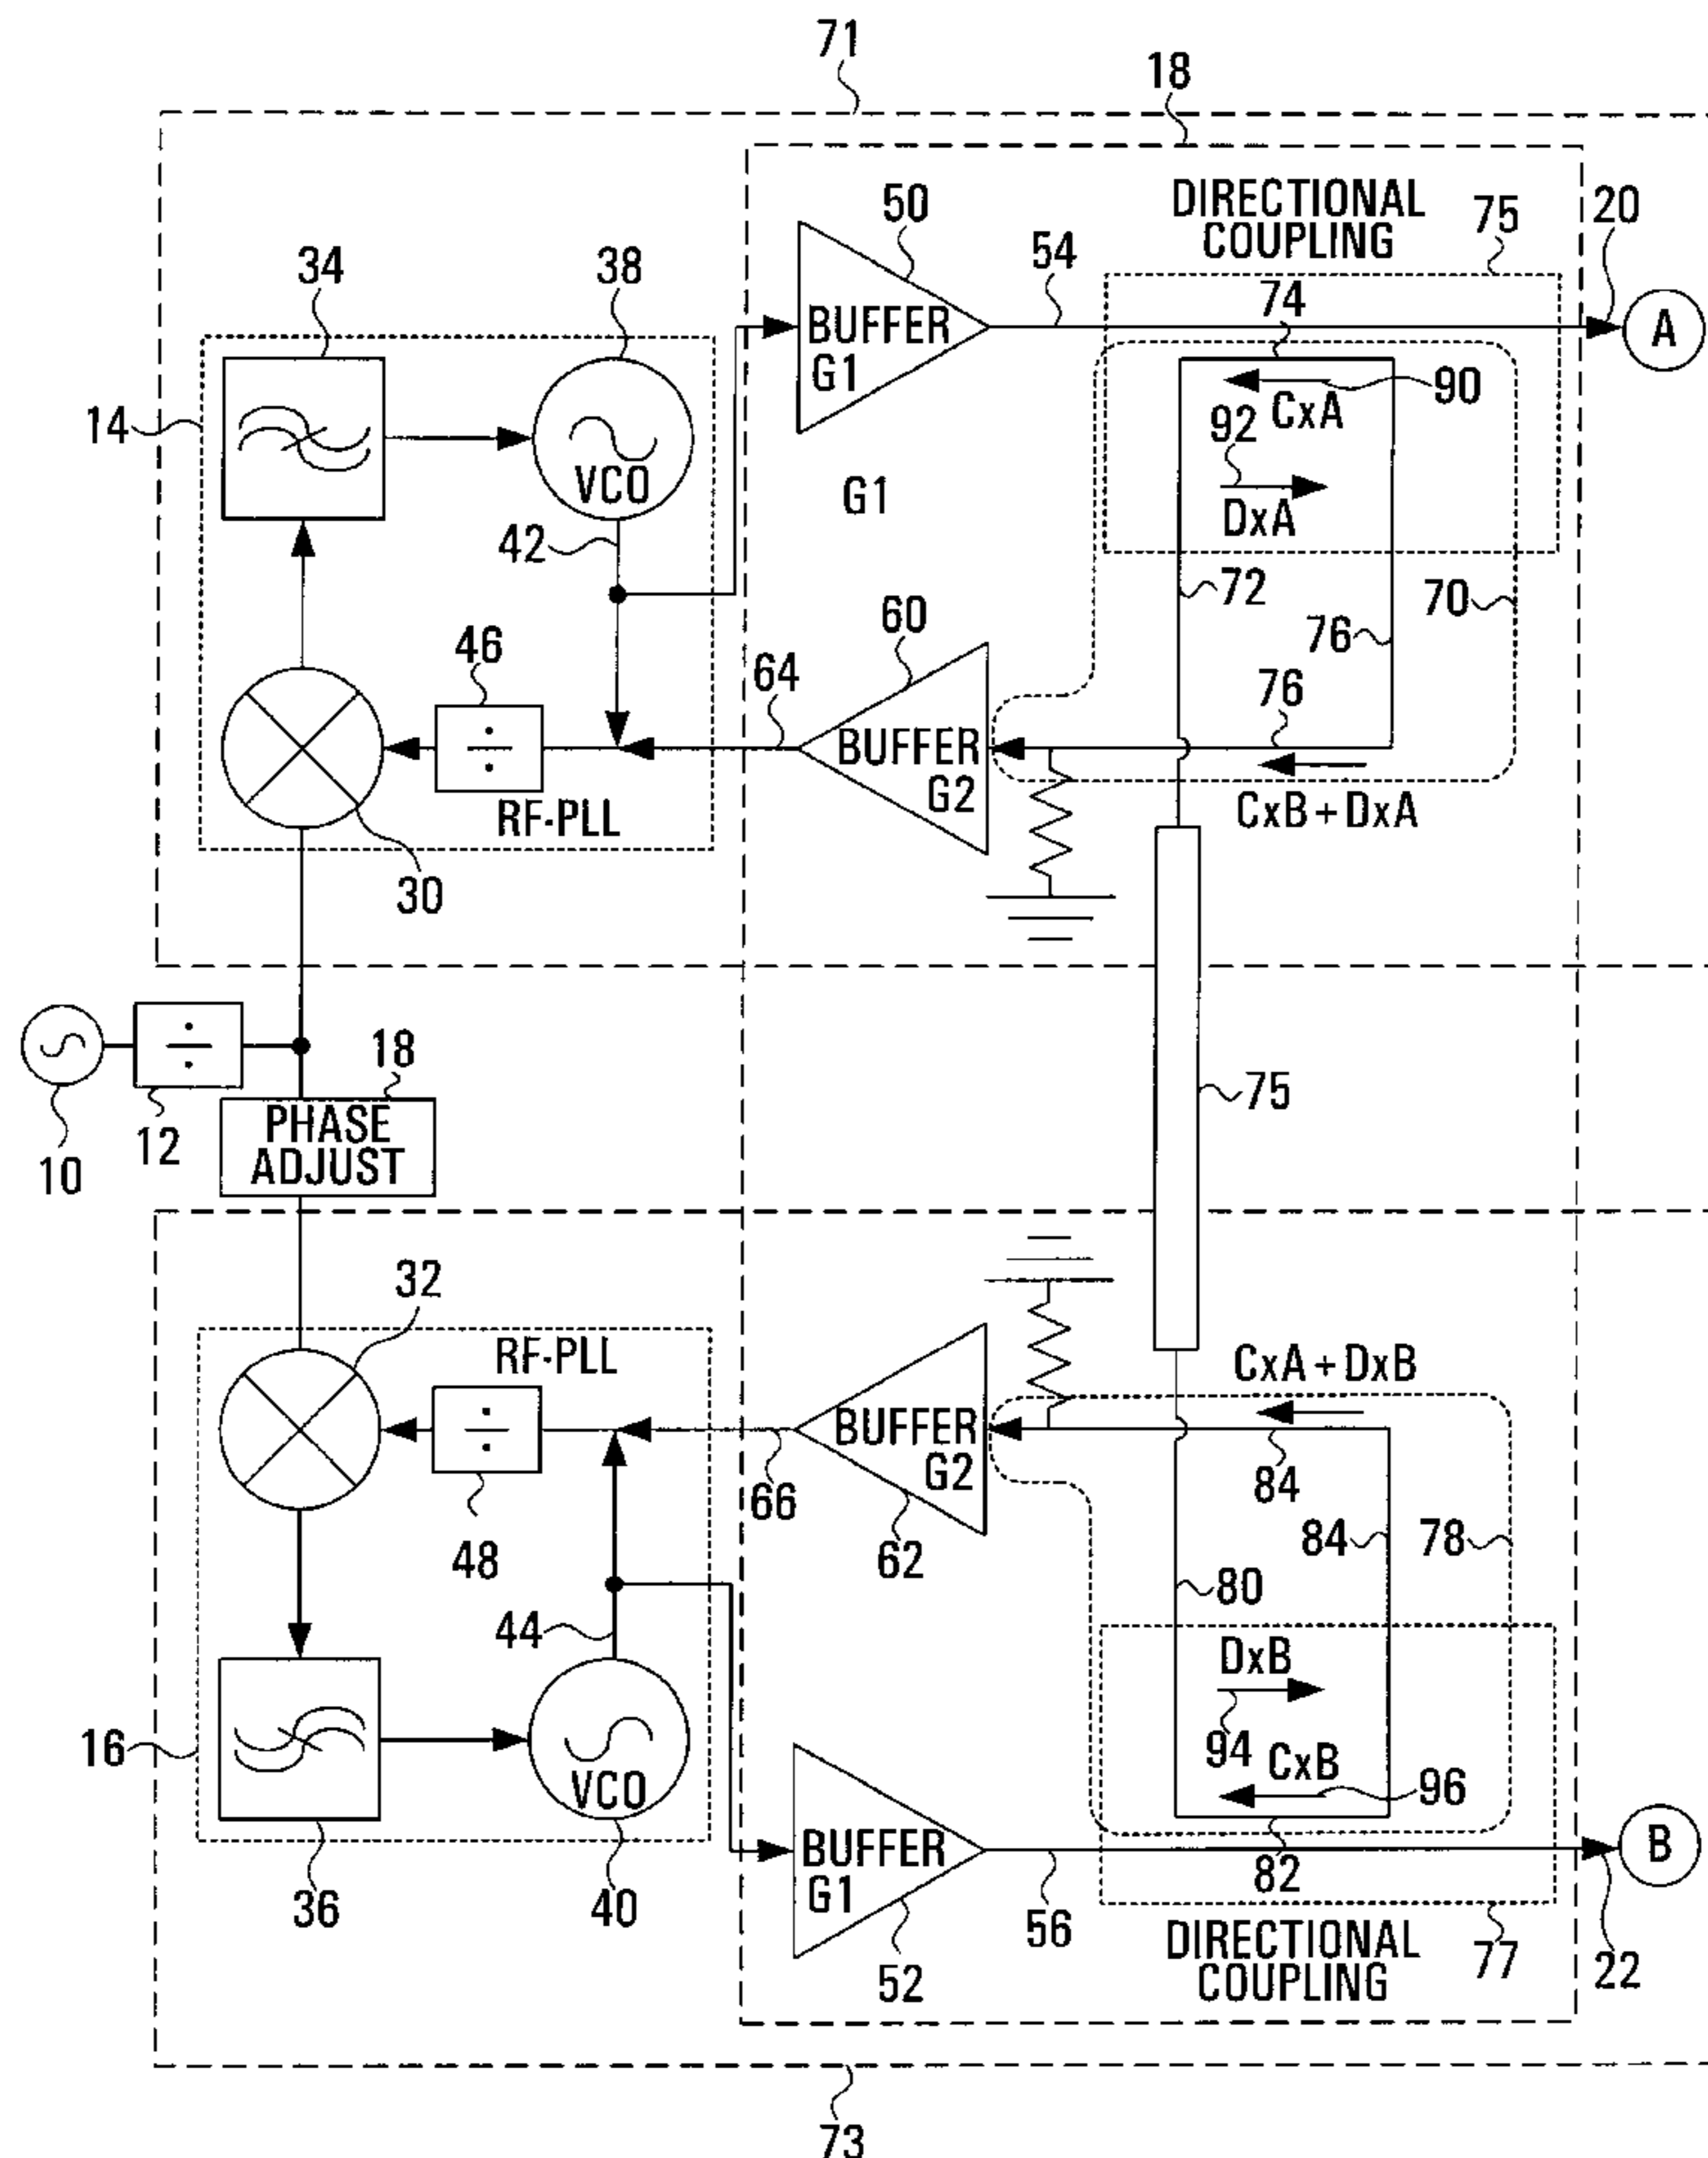 71
18
50
DIRECTIONAL
COUPLING
75
20
34
38
54
74
A
BUFFER
G1
90
14
92
CxA
VCO
G1
DxA
42
72
70
60
76
46
64
76
BUFFER
G2
RF-PLL
CxB + DxA
30
18
75
PHASE
ADJUST
12
10
32
RF-PLL
CxA + DxB
BUFFER
G2
84
66
84
78
48
62
80
44
DxB
16
94
CxB
96
VCO
BUFFER
G1
B
82
36
40
56
DIRECTIONAL
COUPLING
77
22
52
73